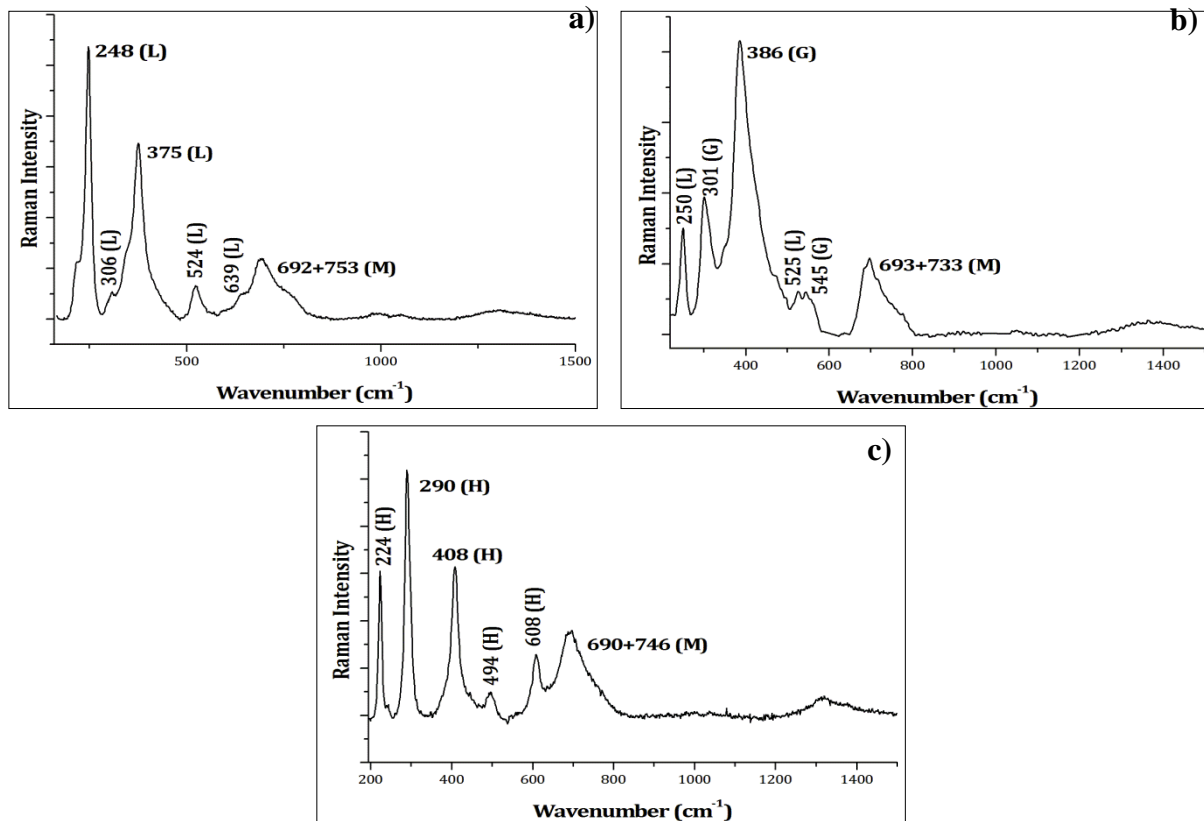 a)
248 (L)
306 (L)
375 (L)
524 (L)
639 (L)
692+753 (M)
Raman Intensity
500
1000
1500
Wavenumber (cm⁻¹)
b)
250 (L)
301 (G)
386 (G)
525 (L)
545 (G)
693+733 (M)
Raman Intensity
400
600
800
1000
1200
1400
Wavenumber (cm⁻¹)
c)
224 (H)
290 (H)
408 (H)
494 (H)
608 (H)
690+746 (M)
Raman Intensity
200
400
600
800
1000
1200
1400
Wavenumber (cm⁻¹)